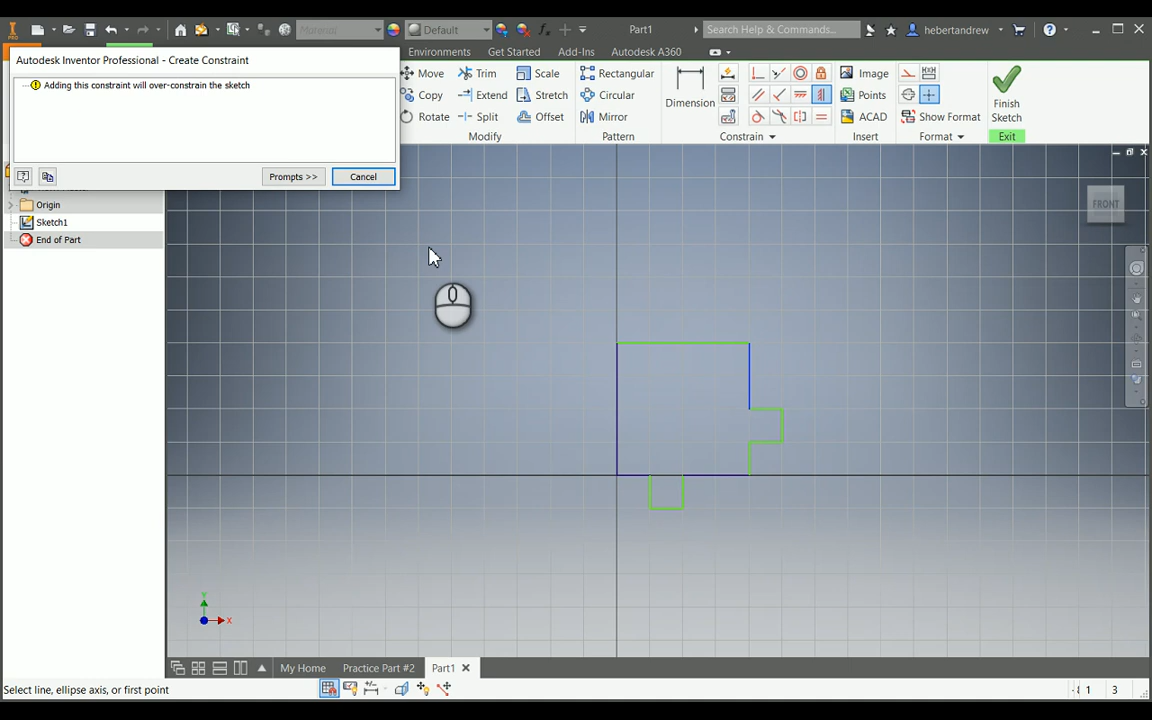 PRO
Material
Default
Part1
Search Help & Commands...
hebertandrew
Autodesk Inventor Professional - Create Constraint
Environments
Get Started
Add-Ins
Autodesk A360
Adding this constraint will over-constrain the sketch
Prompts >>
Cancel
Move
Trim
Scale
Copy
Extend
Stretch
Rotate
Split
Offset
Modify
Rectangular
Circular
Mirror
Pattern
Dimension
Constrain
Image
Points
ACAD
Insert
Show Format
Format
Finish
Sketch
Exit
Origin
Sketch1
End of Part
FRONT
Y
X
My Home
Practice Part #2
Part1
Select line, ellipse axis, or first point
1
3